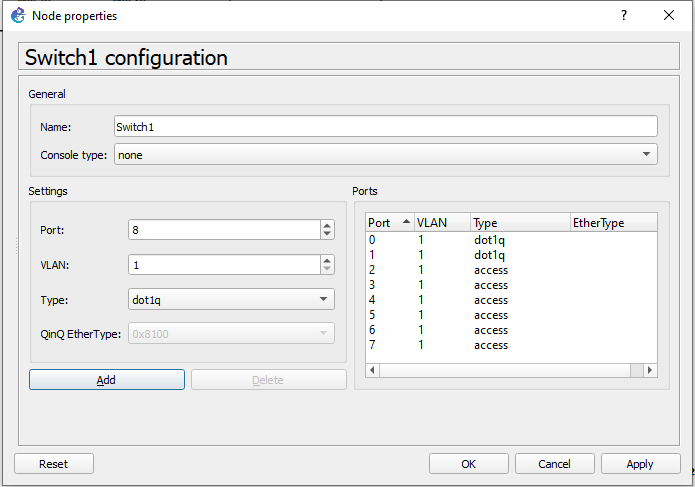 Node properties
Switch1 configuration
General
Name: Switch1
Console type: none
Settings
Port: 8
VLAN: 1
Type: dot1q
QinQ EtherType: 0x8100
Add Delete
Ports
Port VLAN Type EtherType
0 1 dot1q
1 1 dot1q
2 1 access
3 1 access
4 1 access
5 1 access
6 1 access
7 1 access
Reset OK Cancel Apply